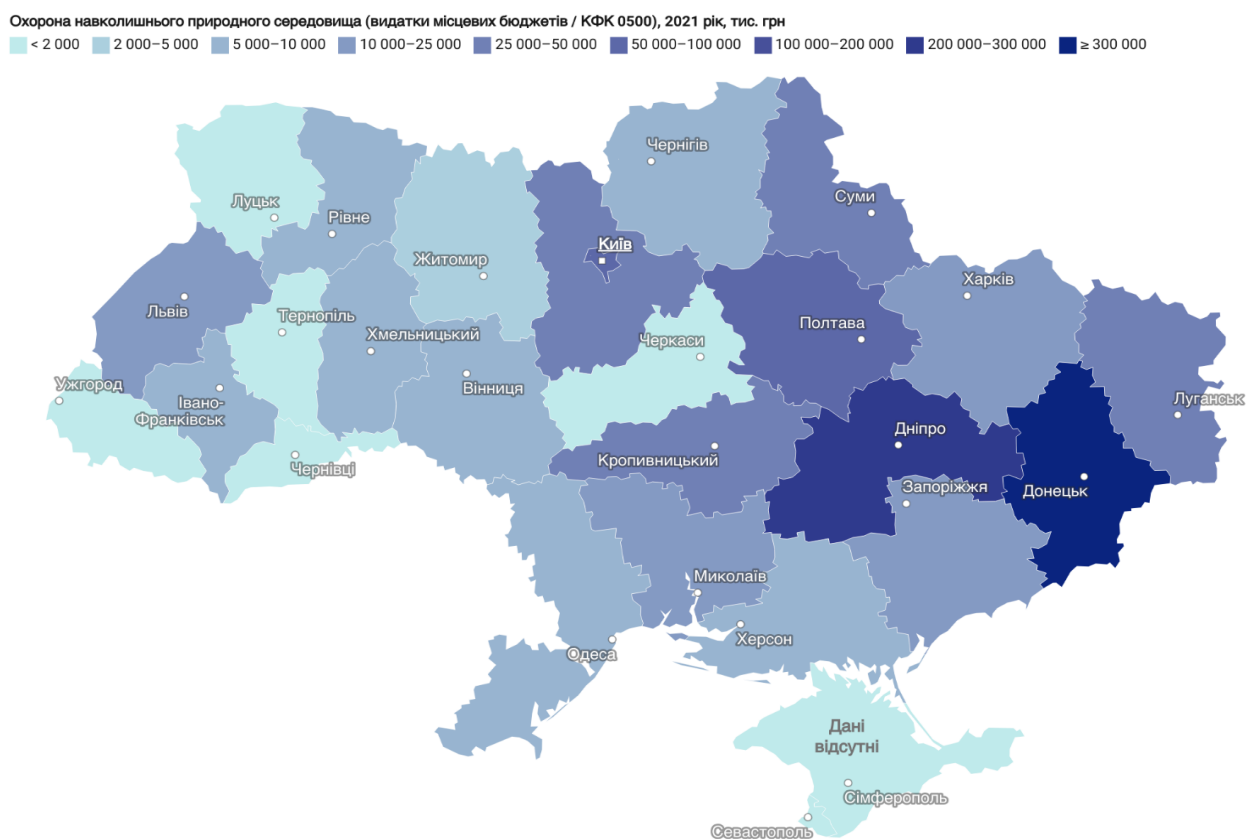 Охорона навколишнього природного середовища (видатки місцевих бюджетів / КФК 0500), 2021 рік, тис. грн
< 2 000
2 000–5 000
5 000–10 000
10 000–25 000
25 000–50 000
50 000–100 000
100 000–200 000
200 000–300 000
≥ 300 000
Чернігів
Луцьк
Суми
Рівне
Київ
Житомир
Харків
Львів
Тернопіль
Полтава
Хмельницький
Черкаси
Ужгород
Вінниця
Івано-
Франківськ
Луганськ
Дніпро
Кропивницький
Чернівці
Запоріжжя
Донецьк
Миколаїв
Херсон
Одеса
Дані
відсутні
Сімферополь
Севастополь